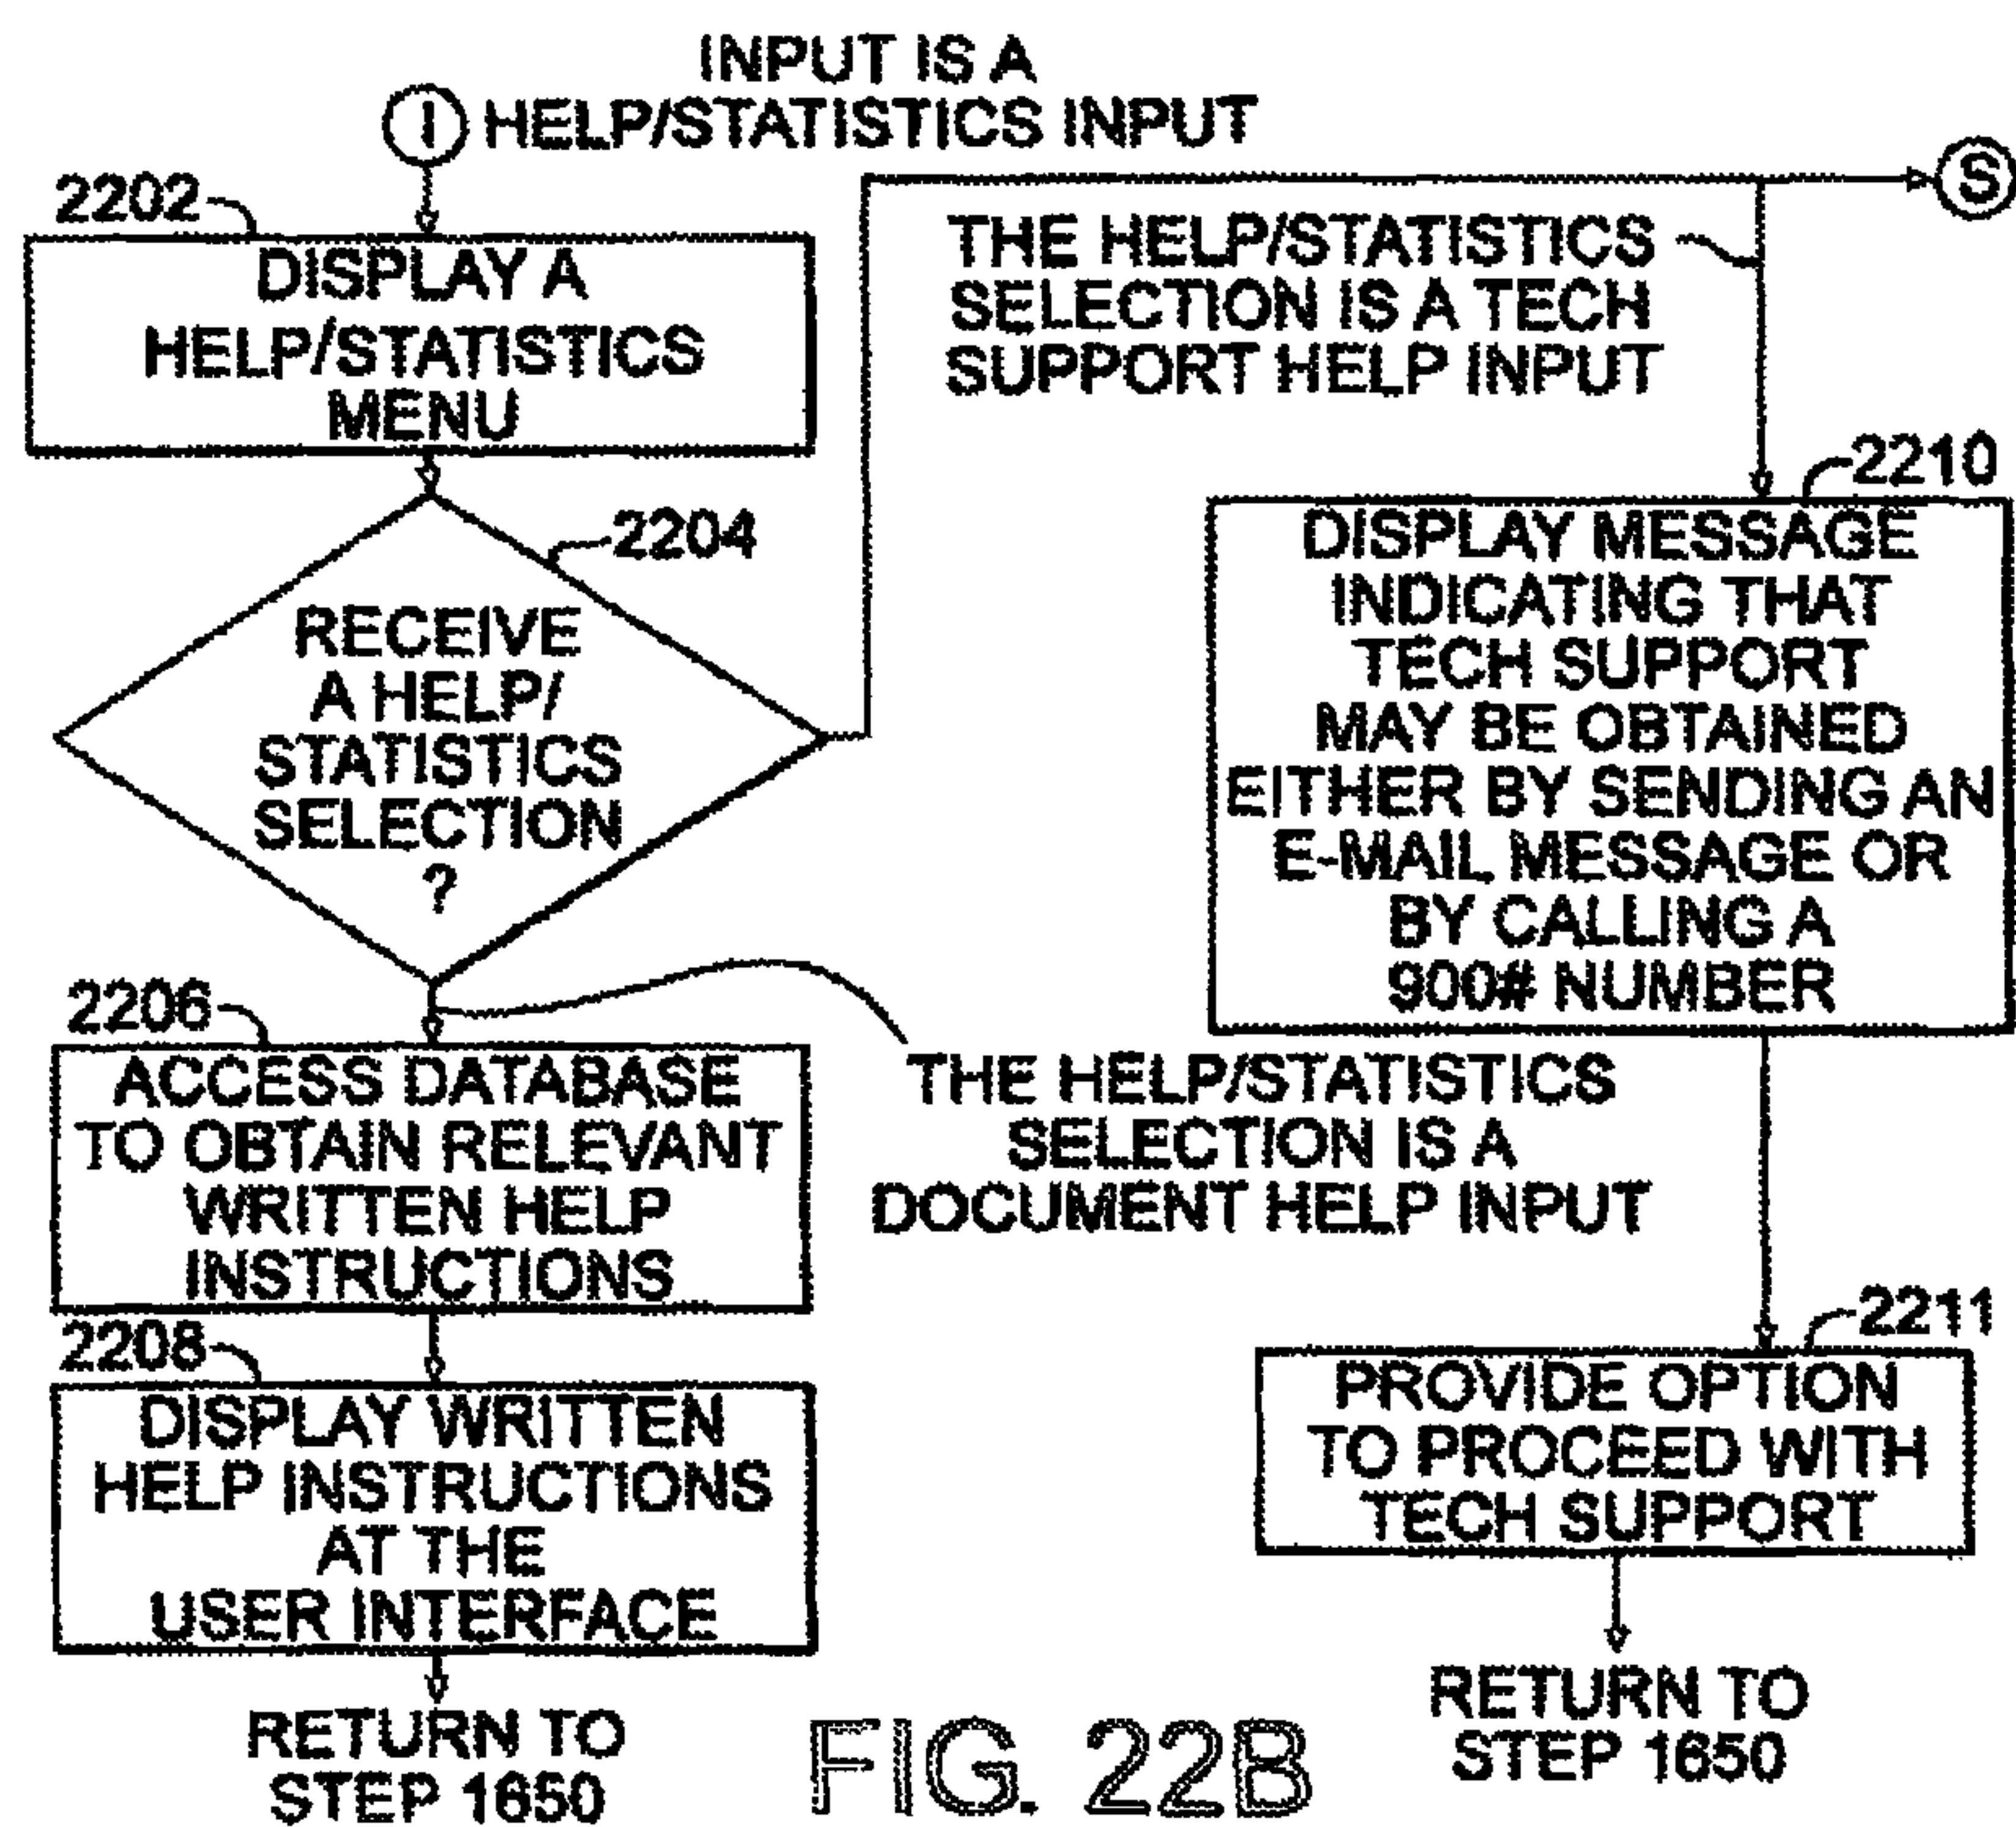 INPUT IS A
I HELP/STATISTICS INPUT
S
2202
DISPLAY A
HELP/STATISTICS
MENU
THE HELP/STATISTICS
SELECTION IS A TECH
SUPPORT HELP INPUT
2204
RECEIVE
A HELP/
STATISTICS
SELECTION
?
2210
DISPLAY MESSAGE
INDICATING THAT
TECH SUPPORT
MAY BE OBTAINED
EITHER BY SENDING AN
E-MAIL MESSAGE OR
BY CALLING A
900# NUMBER
2206
ACCESS DATABASE
TO OBTAIN RELEVANT
WRITTEN HELP
INSTRUCTIONS
THE HELP/STATISTICS
SELECTION IS A
DOCUMENT HELP INPUT
2208
DISPLAY WRITTEN
HELP INSTRUCTIONS
AT THE
USER INTERFACE
2211
PROVIDE OPTION
TO PROCEED WITH
TECH SUPPORT
RETURN TO
STEP 1650
FIG. 22B
RETURN TO
STEP 1650